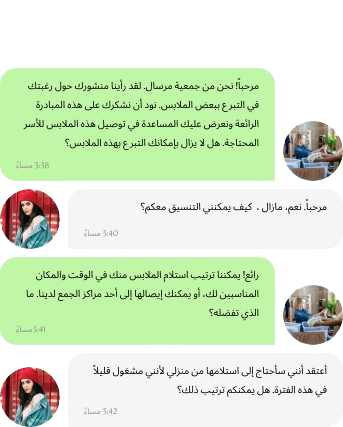 مرحباً! نحن من جمعية مرسال. لقد رأينا منشورك حول رغبتك
في التبرع ببعض الملابس. نود أن نشكرك على هذه المبادرة
الرائعة ونعرض عليك المساعدة في توصيل هذه الملابس للأسر
المحتاجة. هل لا يزال بإمكانك التبرع بهذه الملابس؟
3:38 مساءً
مرحباً. نعم، مازال ، كيف يمكنني التنسيق معكم؟
3:40 مساءً
رائع! يمكننا ترتيب استلام الملابس منك في الوقت والمكان
المناسبين لك، أو يمكنك إيصالها إلى أحد مراكز الجمع لدينا. ما
الذي تفضله؟
3:41 مساءً
أعتقد أنني سأحتاج إلى استلامها من منزلي لأنني مشغول قليلاً
في هذه الفترة. هل يمكنكم ترتيب ذلك؟
3:42 مساءً